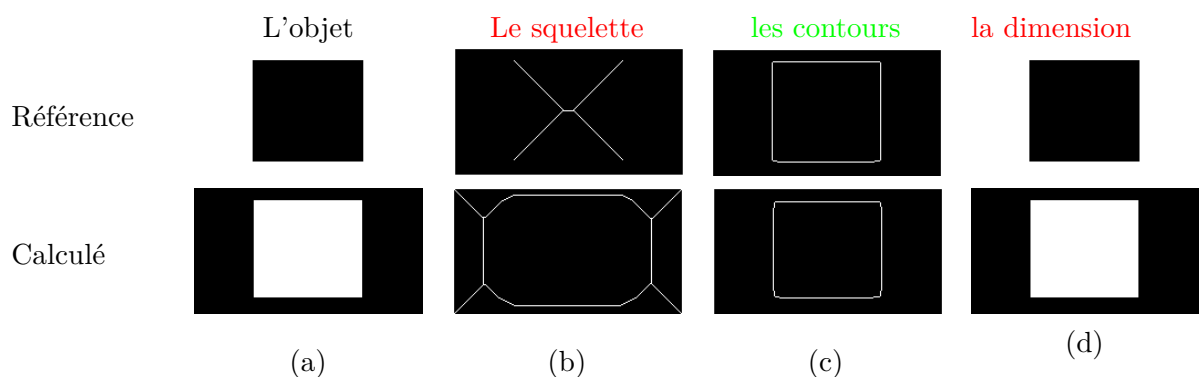 L'objet Le squelette les contours la dimension
Référence
Calculé
(a) (b) (c) (d)